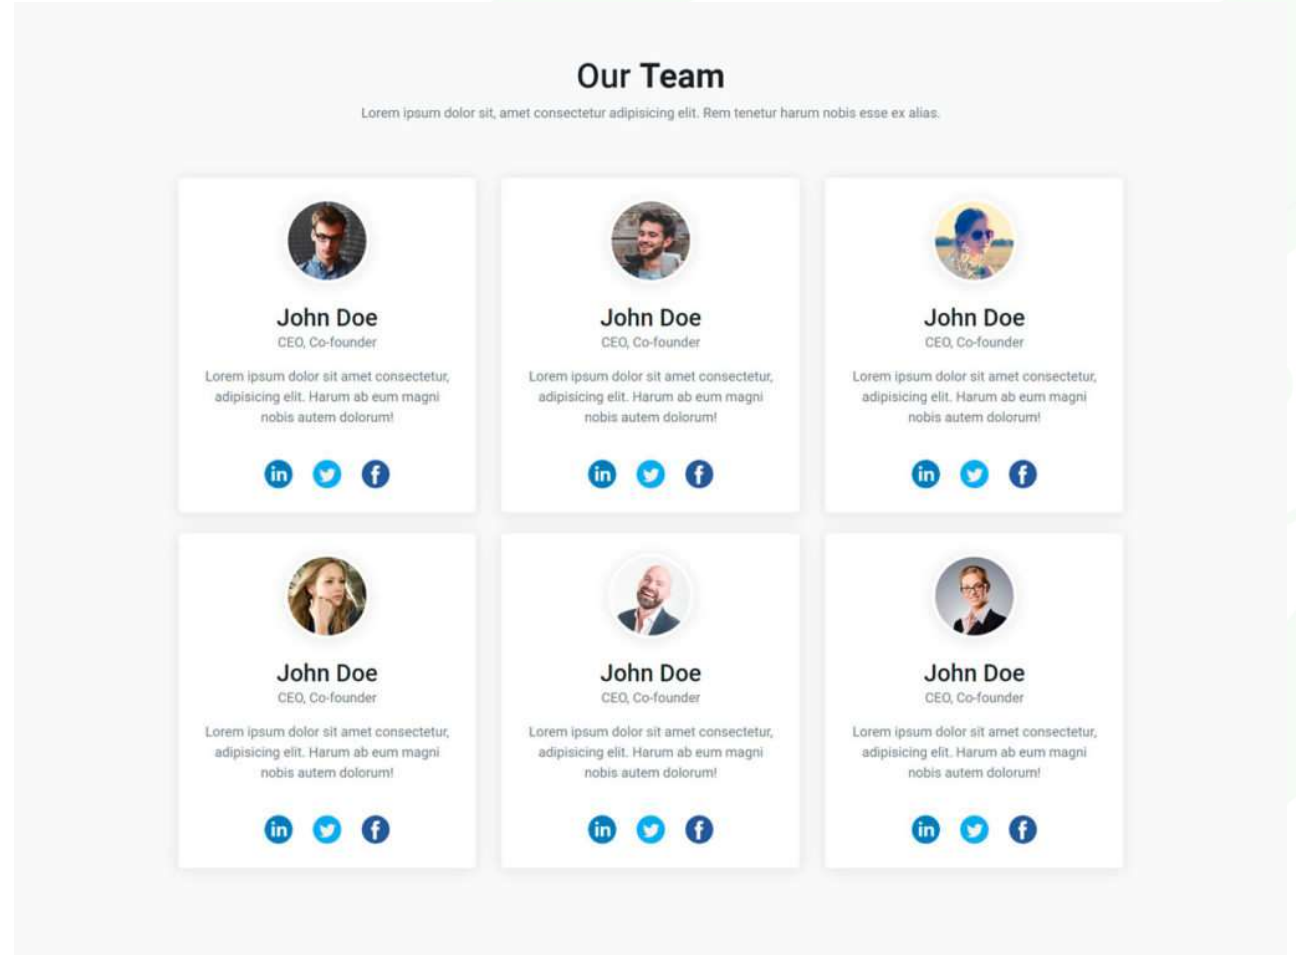 Our Team
Lorem ipsum dolor sit, amet consectetur adipisicing elit. Rem tenetur harum nobis esse ex alias.
John Doe
CEO, Co-founder
Lorem ipsum dolor sit amet consectetur,
adipisicing elit. Harum ab eum magni
nobis autem dolorum!
in
f
John Doe
CEO, Co-founder
Lorem ipsum dolor sit amet consectetur,
adipisicing elit. Harum ab eum magni
nobis autem dolorum!
in
f
John Doe
CEO, Co-founder
Lorem ipsum dolor sit amet consectetur,
adipisicing elit. Harum ab eum magni
nobis autem dolorum!
in
f
John Doe
CEO, Co-founder
Lorem ipsum dolor sit amet consectetur,
adipisicing elit. Harum ab eum magni
nobis autem dolorum!
in
f
John Doe
CEO, Co-founder
Lorem ipsum dolor sit amet consectetur,
adipisicing elit. Harum ab eum magni
nobis autem dolorum!
in
f
John Doe
CEO, Co-founder
Lorem ipsum dolor sit amet consectetur,
adipisicing elit. Harum ab eum magni
nobis autem dolorum!
in
f